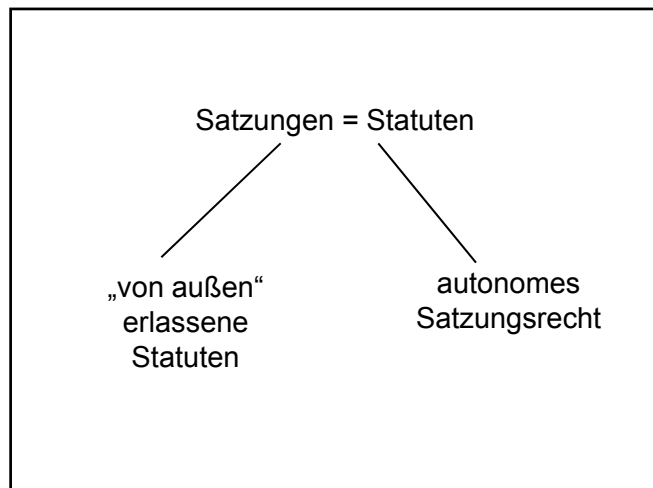 Satzungen = Statuten
„von außen“
erlassene
Statuten
autonomes
Satzungsrecht